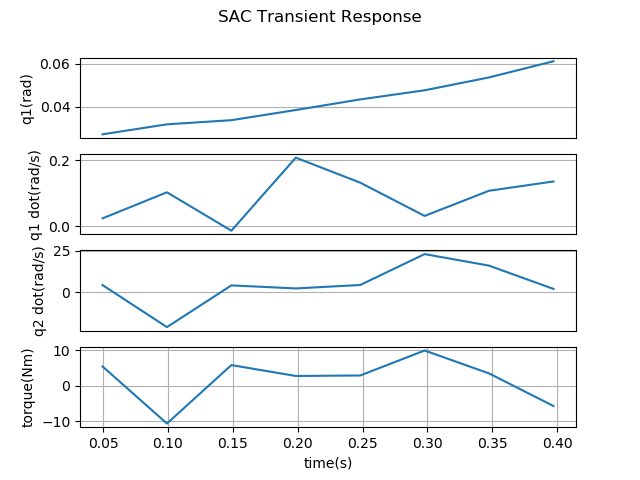 SAC Transient Response
q1(rad)
0.06
0.04
q1 dot(rad/s)
0.2
0.0
q2 dot(rad/s)
25
0
torque(Nm)
10
0
−10
0.05 0.10 0.15 0.20 0.25 0.30 0.35 0.40
time(s)